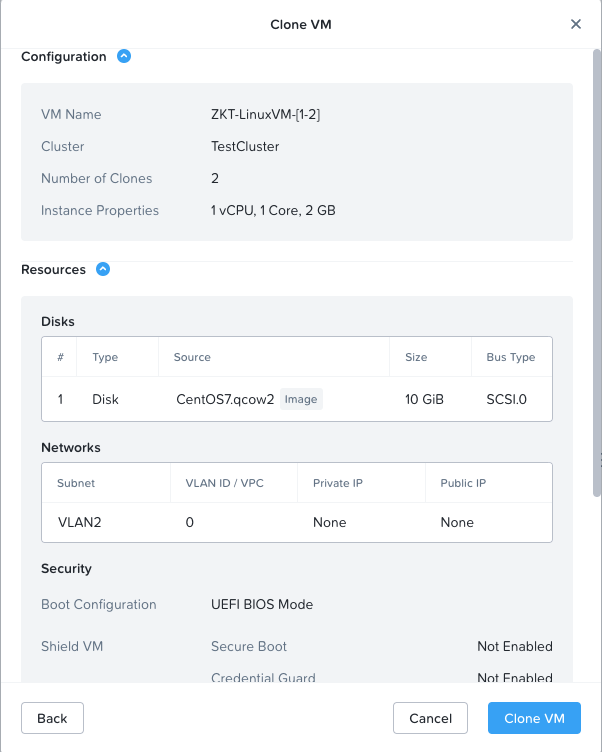 Clone VM
Configuration
VM Name ZKT-LinuxVM-[1-2]
Cluster TestCluster
Number of Clones 2
Instance Properties 1 vCPU, 1 Core, 2 GB
Resources
Disks
# Type Source Size Bus Type
1 Disk CentOS7.qcow2 Image 10 GiB SCSI.0
Networks
Subnet VLAN ID / VPC Private IP Public IP
VLAN2 0 None None
Security
Boot Configuration UEFI BIOS Mode
Shield VM Secure Boot Not Enabled
Credential Guard Not Enabled
Back Cancel Clone VM